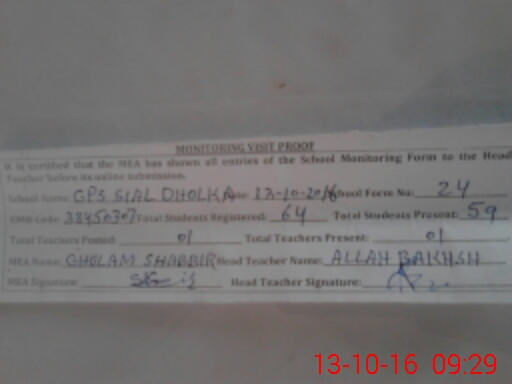 MONITORING VISIT PROOF
It is certified that the MEA has shown all entries of the School Monitoring Form to the Head
Teacher before its online submission.
School Name: GPS SIAL DHOLKA Date: 13-10-2016 School Form No: 24
EMIS Code: 38450307 Total Students Registered: 64 Total Students Present: 59
Total Teachers Posted: 01 Total Teachers Present: 01
MEA Name: GHOLAM SHABBIR Head Teacher Name: ALLAH BAKHSH
MEA Signature: Head Teacher Signature:
13-10-16 09:29